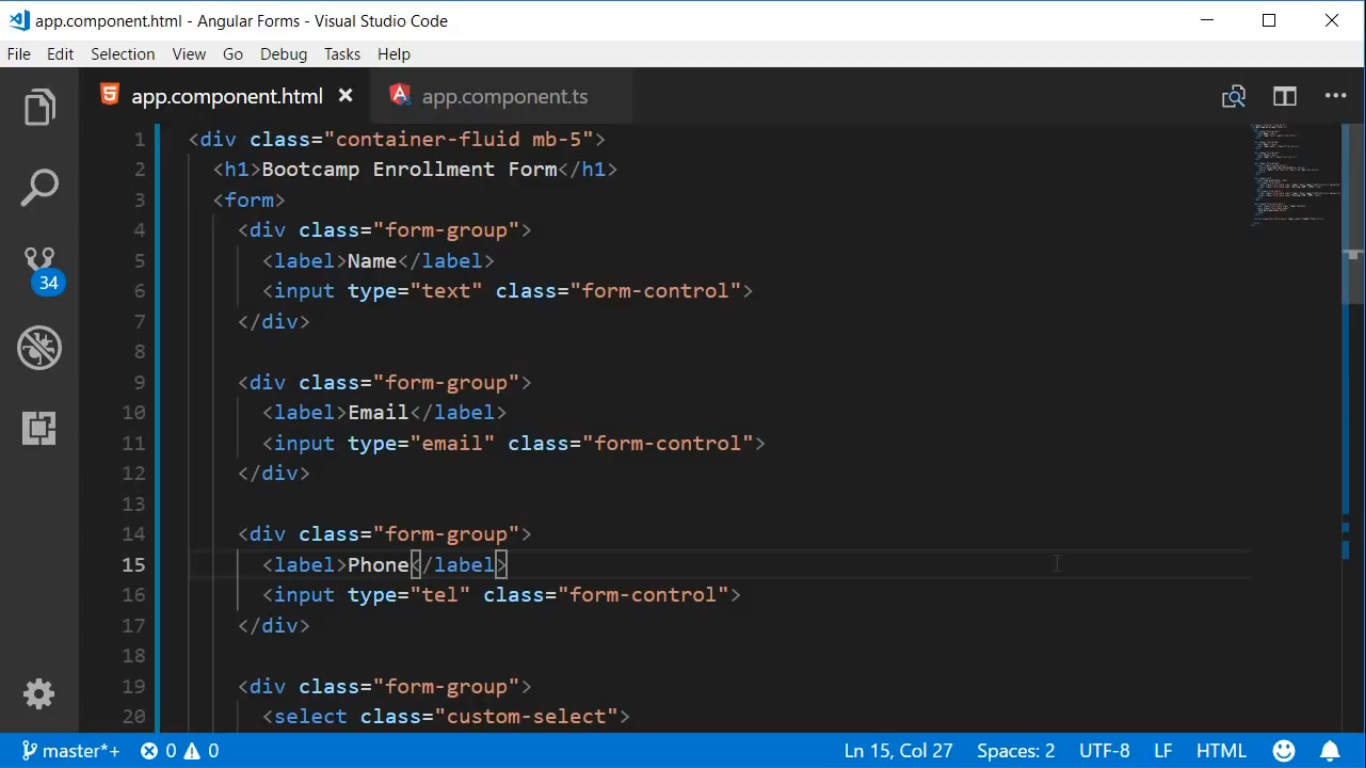 app.component.html - Angular Forms - Visual Studio Code
File Edit Selection View Go Debug Tasks Help
app.component.html app.component.ts
1 <div class="container-fluid mb-5">
2 <h1>Bootcamp Enrollment Form</h1>
3 <form>
4 <div class="form-group">
5 <label>Name</label>
6 <input type="text" class="form-control">
7 </div>
8
9 <div class="form-group">
10 <label>Email</label>
11 <input type="email" class="form-control">
12 </div>
13
14 <div class="form-group">
15 <label>Phone</label>
16 <input type="tel" class="form-control">
17 </div>
18
19 <div class="form-group">
20 <select class="custom-select">
34
master*+ 0 0 Ln 15, Col 27 Spaces: 2 UTF-8 LF HTML